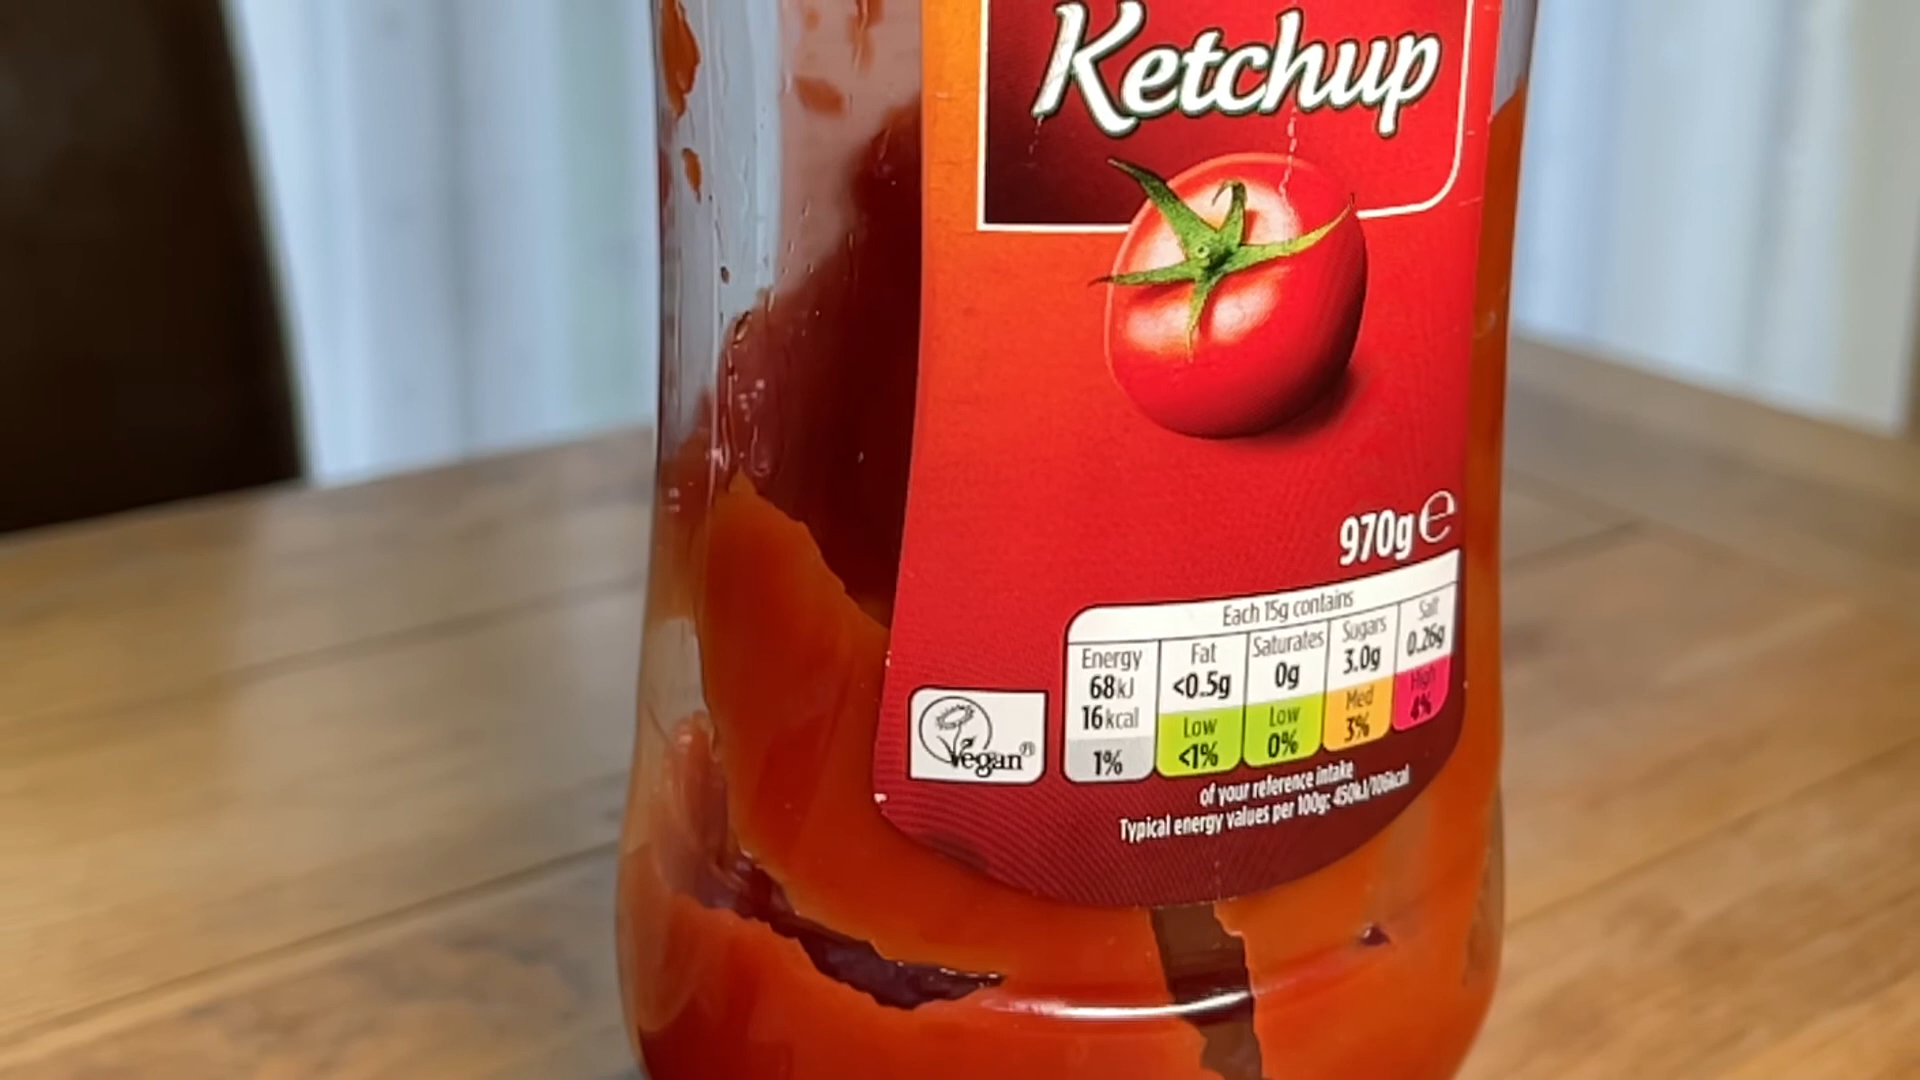 Ketchup
970g ℮
Each 15g contains
Energy
68kJ
16kcal
1%
Fat
<0.5g
Low
<1%
Saturates
0g
Low
0%
Sugars
3.0g
Med
3%
Salt
0.26g
High
4%
of your reference intake
Typical energy values per 100g: 450kJ/106kcal
Vegan